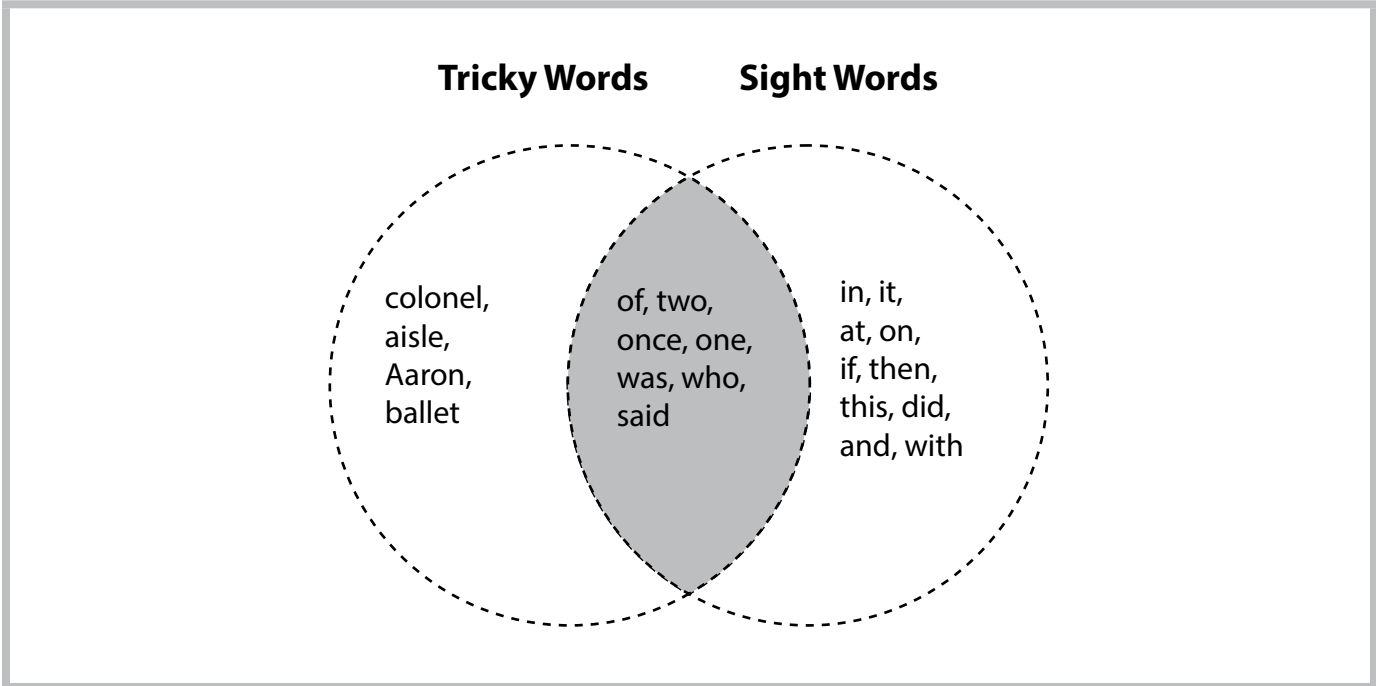 Tricky Words
Sight Words
colonel,
aisle,
Aaron,
ballet
of, two,
once, one,
was, who,
said
in, it,
at, on,
if, then,
this, did,
and, with